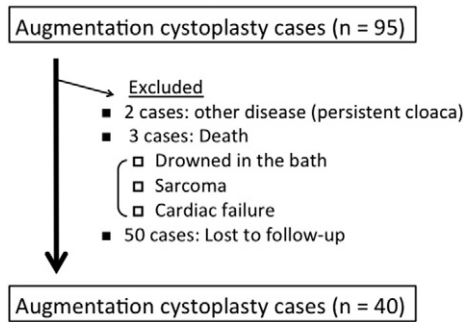 Augmentation cystoplasty cases (n = 95)
Excluded
■ 2 cases: other disease (persistent cloaca)
■ 3 cases: Death
□ Drowned in the bath
□ Sarcoma
□ Cardiac failure
■ 50 cases: Lost to follow-up
Augmentation cystoplasty cases (n = 40)